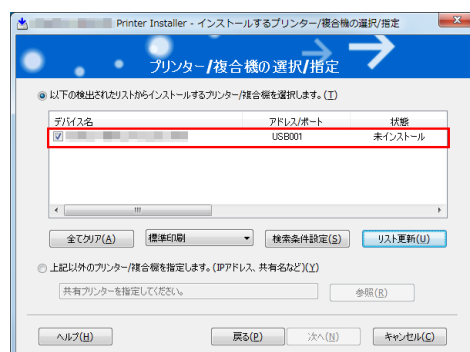 Printer Installer - インストールするプリンター/複合機の選択/指定
プリンター/複合機の選択/指定
以下の検出されたリストからインストールするプリンター/複合機を選択します。(T)
デバイス名 アドレス/ポート 状態
USB001 未インストール
全てクリア(A) 標準印刷 検索条件設定(S) リスト更新(U)
上記以外のプリンター/複合機を指定します。(IPアドレス、共有名など)(Y)
共有プリンターを指定してください。 参照(R)
ヘルプ(H) 戻る(P) 次へ(N) キャンセル(C)